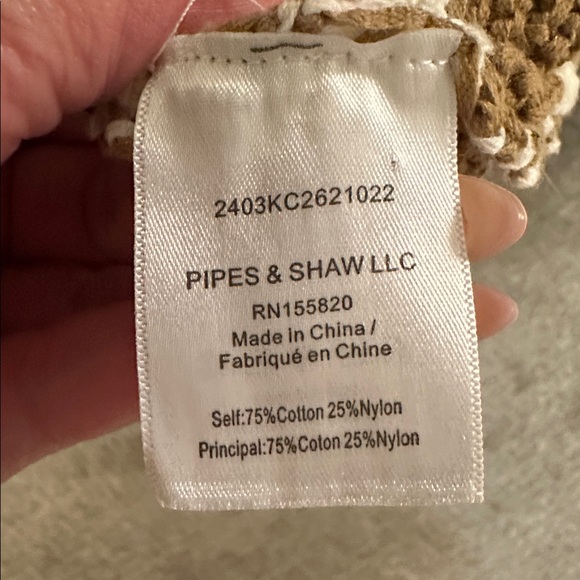 2403KC2621022
PIPES & SHAW LLC
RN155820
Made in China /
Fabriqué en Chine
Self:75%Cotton 25%Nylon
Principal:75%Coton 25%Nylon